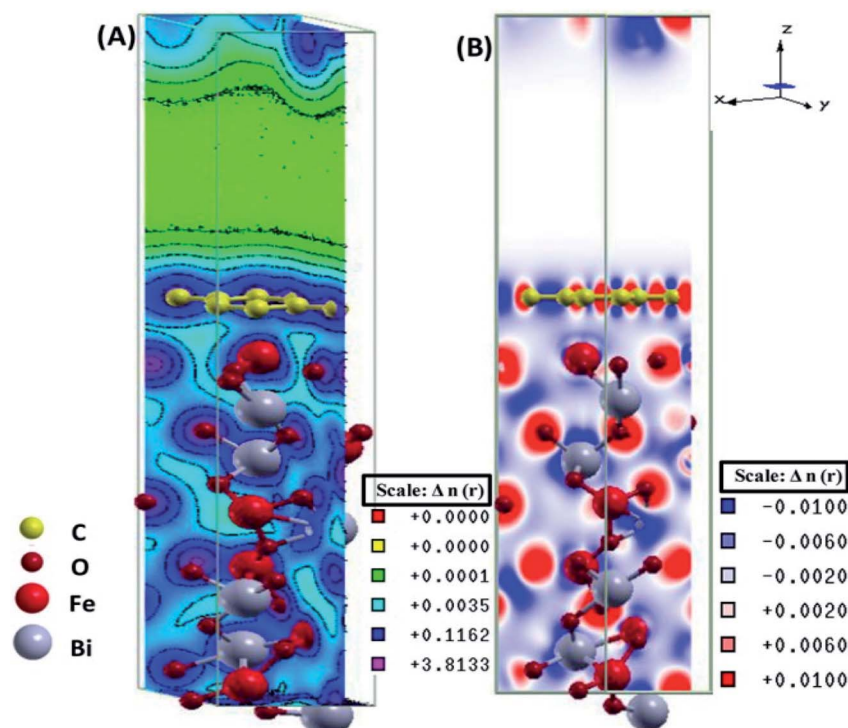 (A)
(B)
z
x
y
C
O
Fe
Bi
Scale: Δ n (r)
+0.0000
+0.0000
+0.0001
+0.0035
+0.1162
+3.8133
Scale: Δ n (r)
-0.0100
-0.0060
-0.0020
+0.0020
+0.0060
+0.0100